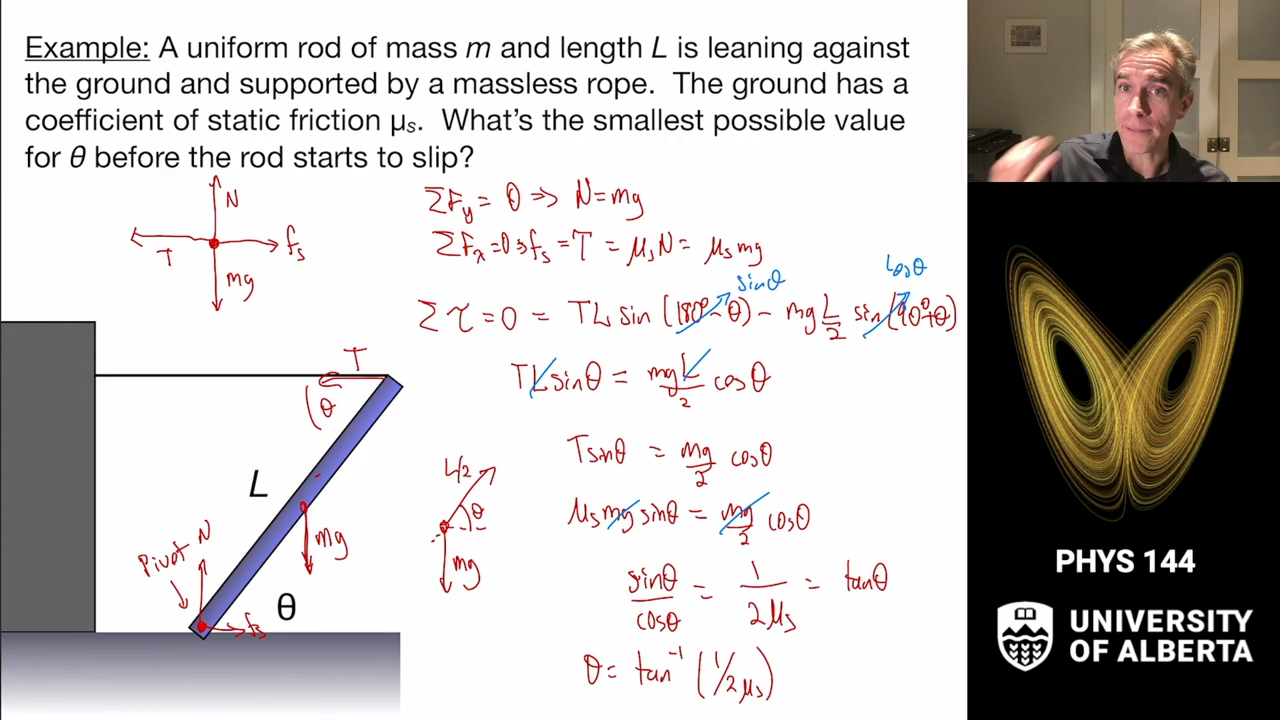 Example: A uniform rod of mass m and length L is leaning against
the ground and supported by a massless rope. The ground has a
coefficient of static friction μs. What's the smallest possible value
for θ before the rod starts to slip?
N
T
fs
mg
ΣFy = 0 ⇒ N = mg
ΣFx = 0 ⇒ fs = T = μsN = μsmg
sinθ
cosθ
Στ = 0 = TL sin (180° - θ) - mg L/2 sin (90° + θ)
TL sinθ = mgL/2 cosθ
T sinθ = mg/2 cosθ
μs mg sinθ = mg/2 cosθ
sinθ/cosθ = 1/2μs = tanθ
θ = tan⁻¹ (1/2μs)
T
θ
L
mg
Pivot
N
fs
θ
L/2
θ
mg
PHYS 144
UNIVERSITY
OF ALBERTA